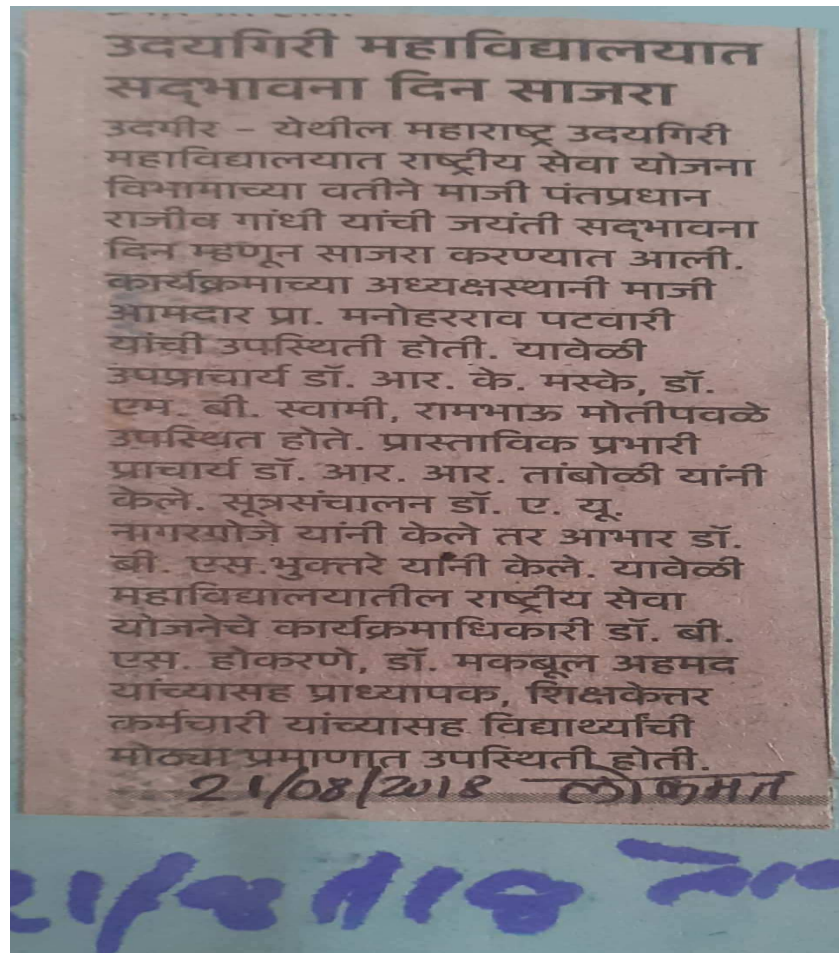 उदयगिरी महाविद्यालयात
सद्भावना दिन साजरा
उदगीर - येथील महाराष्ट्र उदयगिरी
महाविद्यालयात राष्ट्रीय सेवा योजना
विभामाच्या वतीने माजी पंतप्रधान
राजीव गांधी यांची जयंती सद्भावना
दिन म्हणून साजरा करण्यात आली.
कार्यक्रमाच्या अध्यक्षस्थानी माजी
आमदार प्रा. मनोहरराव पटवारी
यांची उपस्थिती होती. यावेळी
उपप्राचार्य डॉ. आर. के. मस्के, डॉ.
एम. बी. स्वामी, रामभाऊ मोतीपवळे
उपस्थित होते. प्रास्ताविक प्रभारी
प्राचार्य डॉ. आर. आर. तांबोळी यांनी
केले. सूत्रसंचालन डॉ. ए. यू.
नागरगोजे यांनी केले तर आभार डॉ.
बी. एस.भुक्तरे यांनी केले. यावेळी
महाविद्यालयातील राष्ट्रीय सेवा
योजनेचे कार्यक्रमाधिकारी डॉ. बी.
एस. होकरणे, डॉ. मकबूल अहमद
यांच्यासह प्राध्यापक, शिक्षकेत्तर
कर्मचारी यांच्यासह विद्यार्थ्यांची
मोठ्या प्रमाणात उपस्थिती होती.
21/08/2018 लोकमत
21/8/18